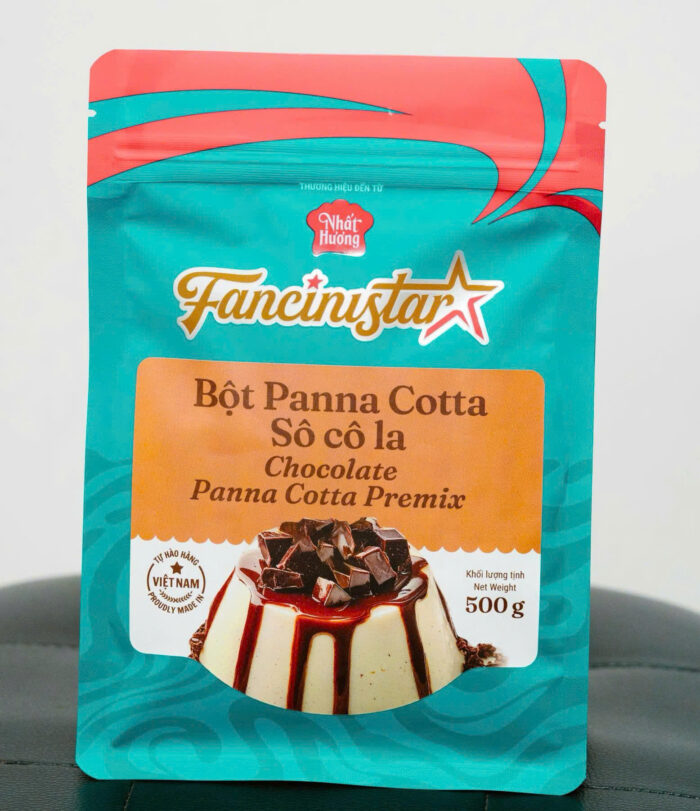 THƯƠNG HIỆU ĐẾN TỪ
Nhất
Hương
Fancinistar
Bột Panna Cotta
Sô cô la
Chocolate
Panna Cotta Premix
TỰ HÀO HÀNG
VIỆT NAM
PROUDLY MADE IN
Khối lượng tịnh
Net Weight
500 g